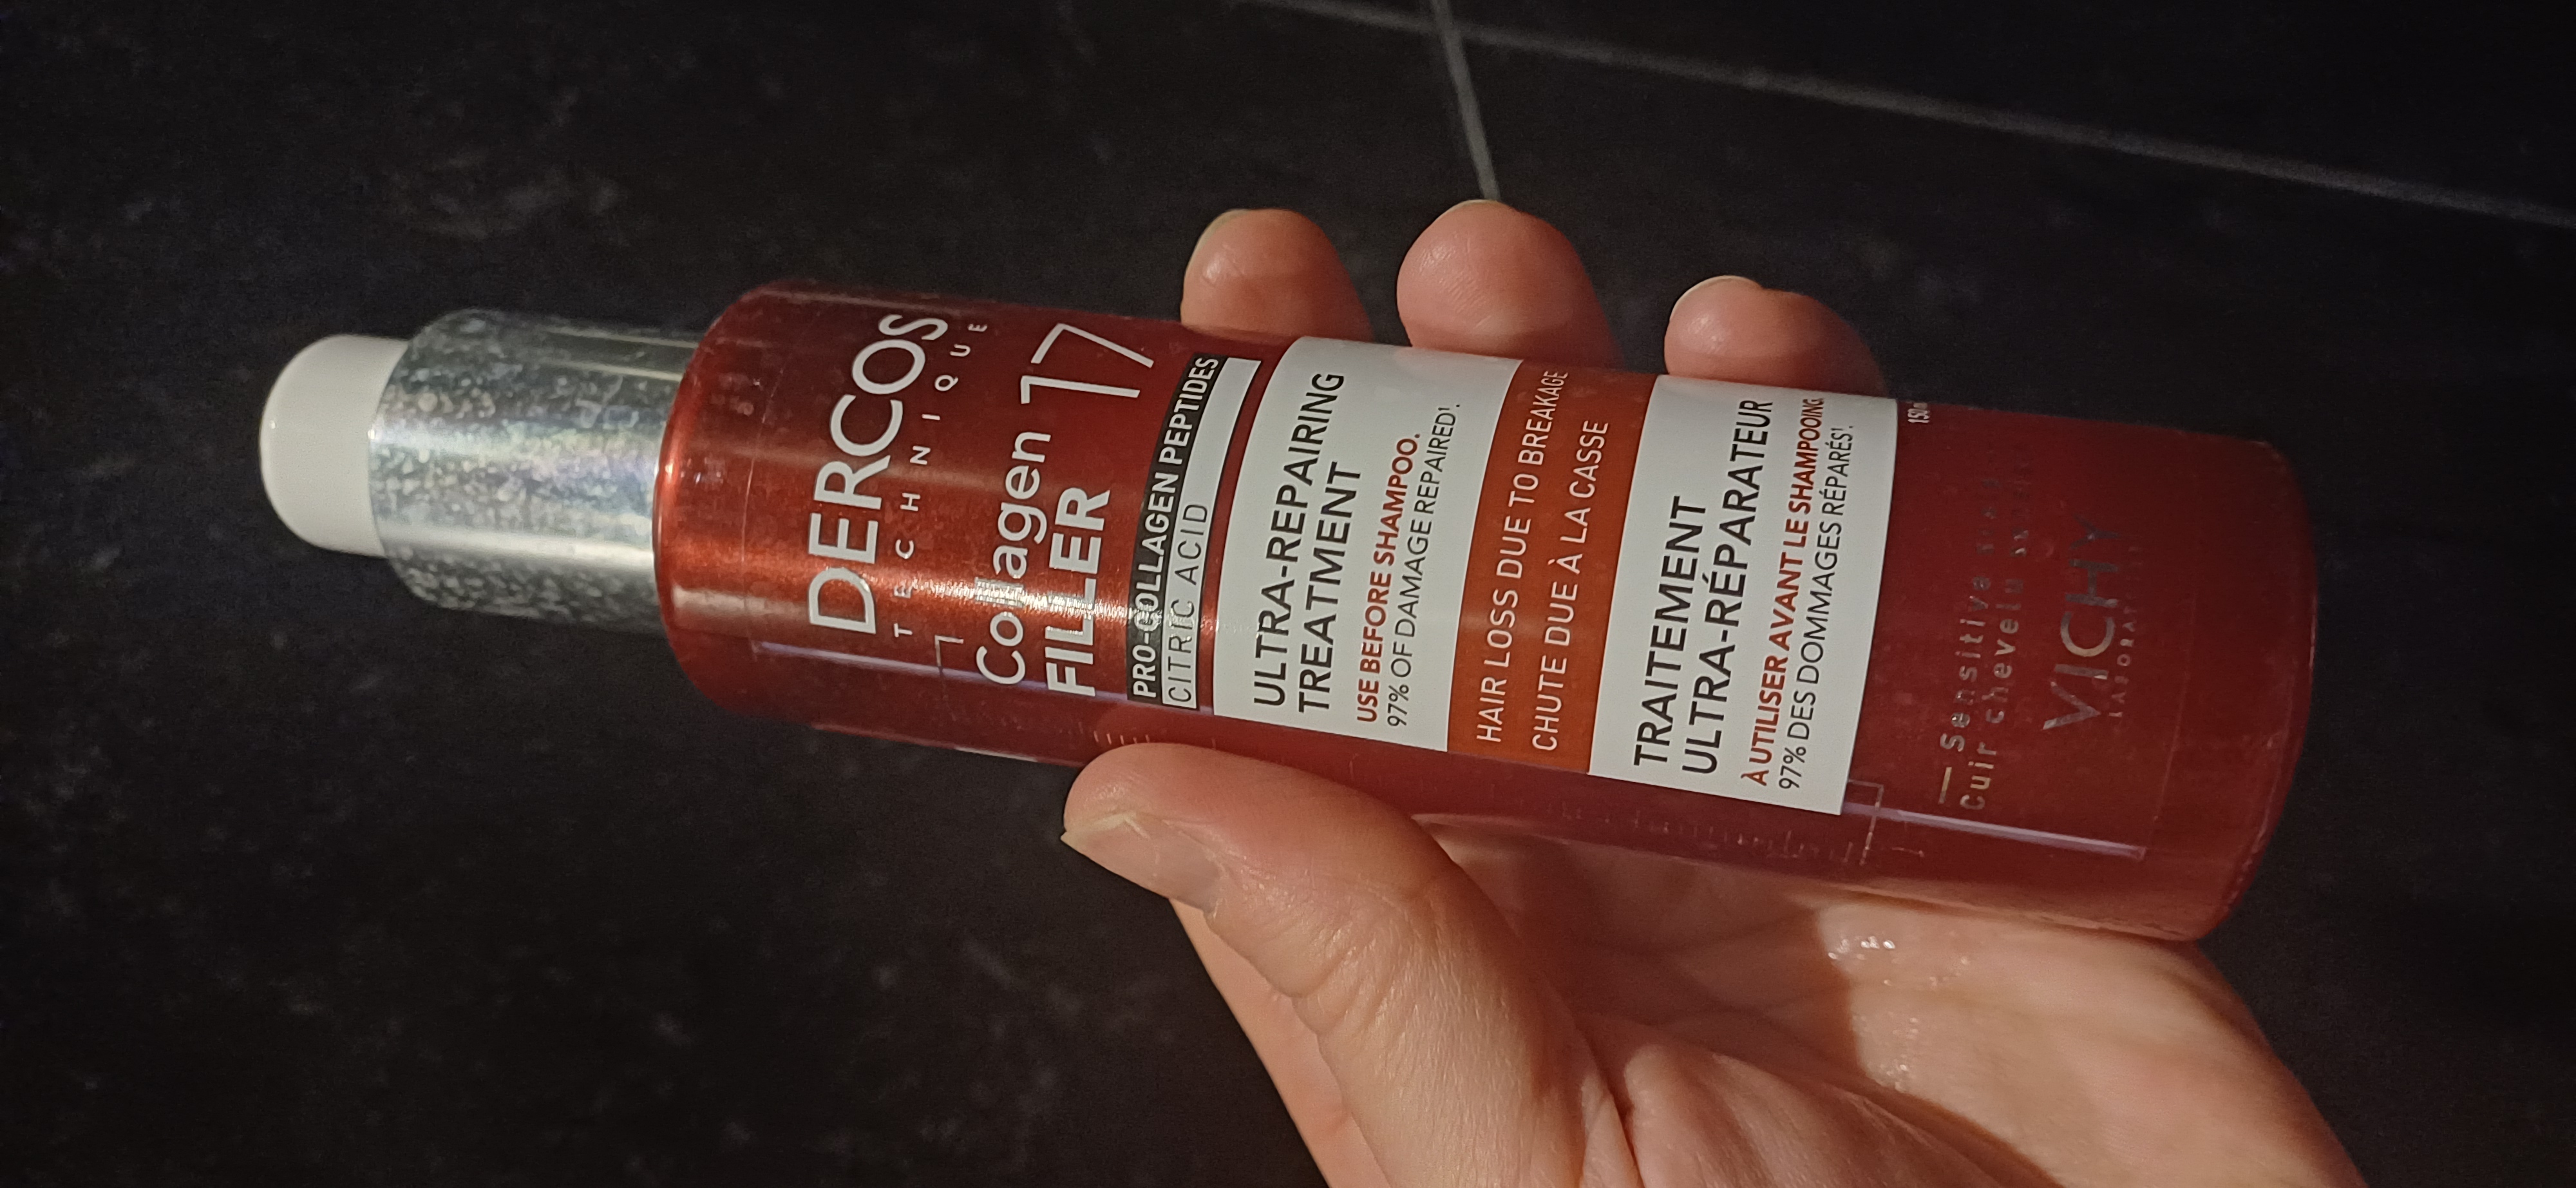 DERCOS
TECHNIQUE
Collagen 17
FILLER
PRO-COLLAGEN PEPTIDES
CITRIC ACID
ULTRA-REPAIRING
TREATMENT
USE BEFORE SHAMPOO.
97% OF DAMAGE REPAIRED¹.
HAIR LOSS DUE TO BREAKAGE
CHUTE DUE À LA CASSE
TRAITEMENT
ULTRA-RÉPARATEUR
À UTILISER AVANT LE SHAMPOOING.
97% DES DOMMAGES RÉPARÉS¹.
150
Sensitive
Cuir chevelu
VICHY
LABORATOIRES